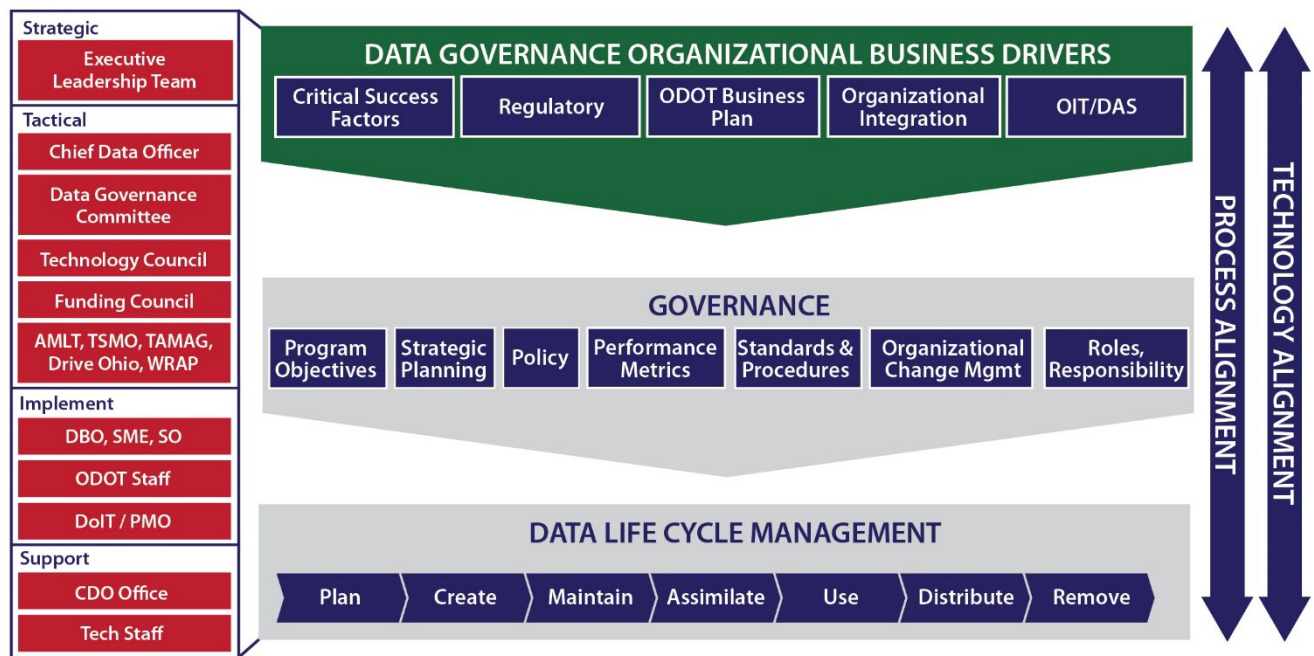 Strategic
Executive
Leadership Team
Tactical
Chief Data Officer
Data Governance
Committee
Technology Council
Funding Council
AMLT, TSMO, TAMAG,
Drive Ohio, WRAP
Implement
DBO, SME, SO
ODOT Staff
DoIT / PMO
Support
CDO Office
Tech Staff
DATA GOVERNANCE ORGANIZATIONAL BUSINESS DRIVERS
Critical Success
Factors
Regulatory
ODOT Business
Plan
Organizational
Integration
OIT/DAS
GOVERNANCE
Program
Objectives
Strategic
Planning
Policy
Performance
Metrics
Standards &
Procedures
Organizational
Change Mgmt
Roles,
Responsibility
DATA LIFE CYCLE MANAGEMENT
Plan
Create
Maintain
Assimilate
Use
Distribute
Remove
PROCESS ALIGNMENT
TECHNOLOGY ALIGNMENT